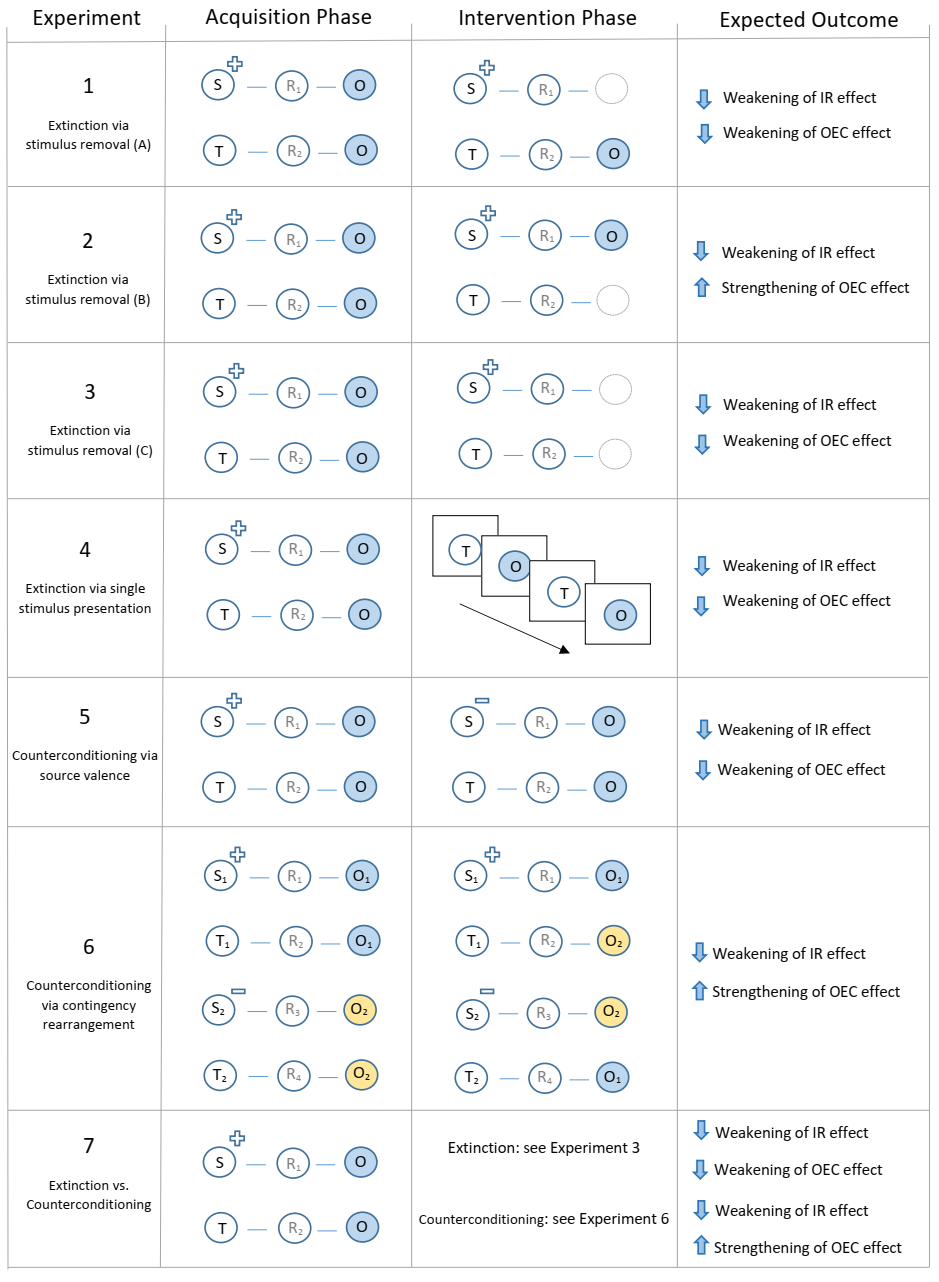 Experiment
Acquisition Phase
Intervention Phase
Expected Outcome
1
Extinction via
stimulus removal (A)
S R₁ O
T R₂ O
S R₁
T R₂ O
Weakening of IR effect
Weakening of OEC effect
2
Extinction via
stimulus removal (B)
S R₁ O
T R₂ O
S R₁ O
T R₂
Weakening of IR effect
Strengthening of OEC effect
3
Extinction via
stimulus removal (C)
S R₁ O
T R₂ O
S R₁
T R₂
Weakening of IR effect
Weakening of OEC effect
4
Extinction via single
stimulus presentation
S R₁ O
T R₂ O
T
O
T
O
Weakening of IR effect
Weakening of OEC effect
5
Counterconditioning via
source valence
S R₁ O
T R₂ O
S R₁ O
T R₂ O
Weakening of IR effect
Weakening of OEC effect
6
Counterconditioning
via contingency
rearrangement
S₁ R₁ O₁
T₁ R₂ O₁
S₂ R₃ O₂
T₂ R₄ O₂
S₁ R₁ O₁
T₁ R₂ O₂
S₂ R₃ O₂
T₂ R₄ O₁
Weakening of IR effect
Strengthening of OEC effect
7
Extinction vs.
Counterconditioning
S R₁ O
T R₂ O
Extinction: see Experiment 3
Counterconditioning: see Experiment 6
Weakening of IR effect
Weakening of OEC effect
Weakening of IR effect
Strengthening of OEC effect